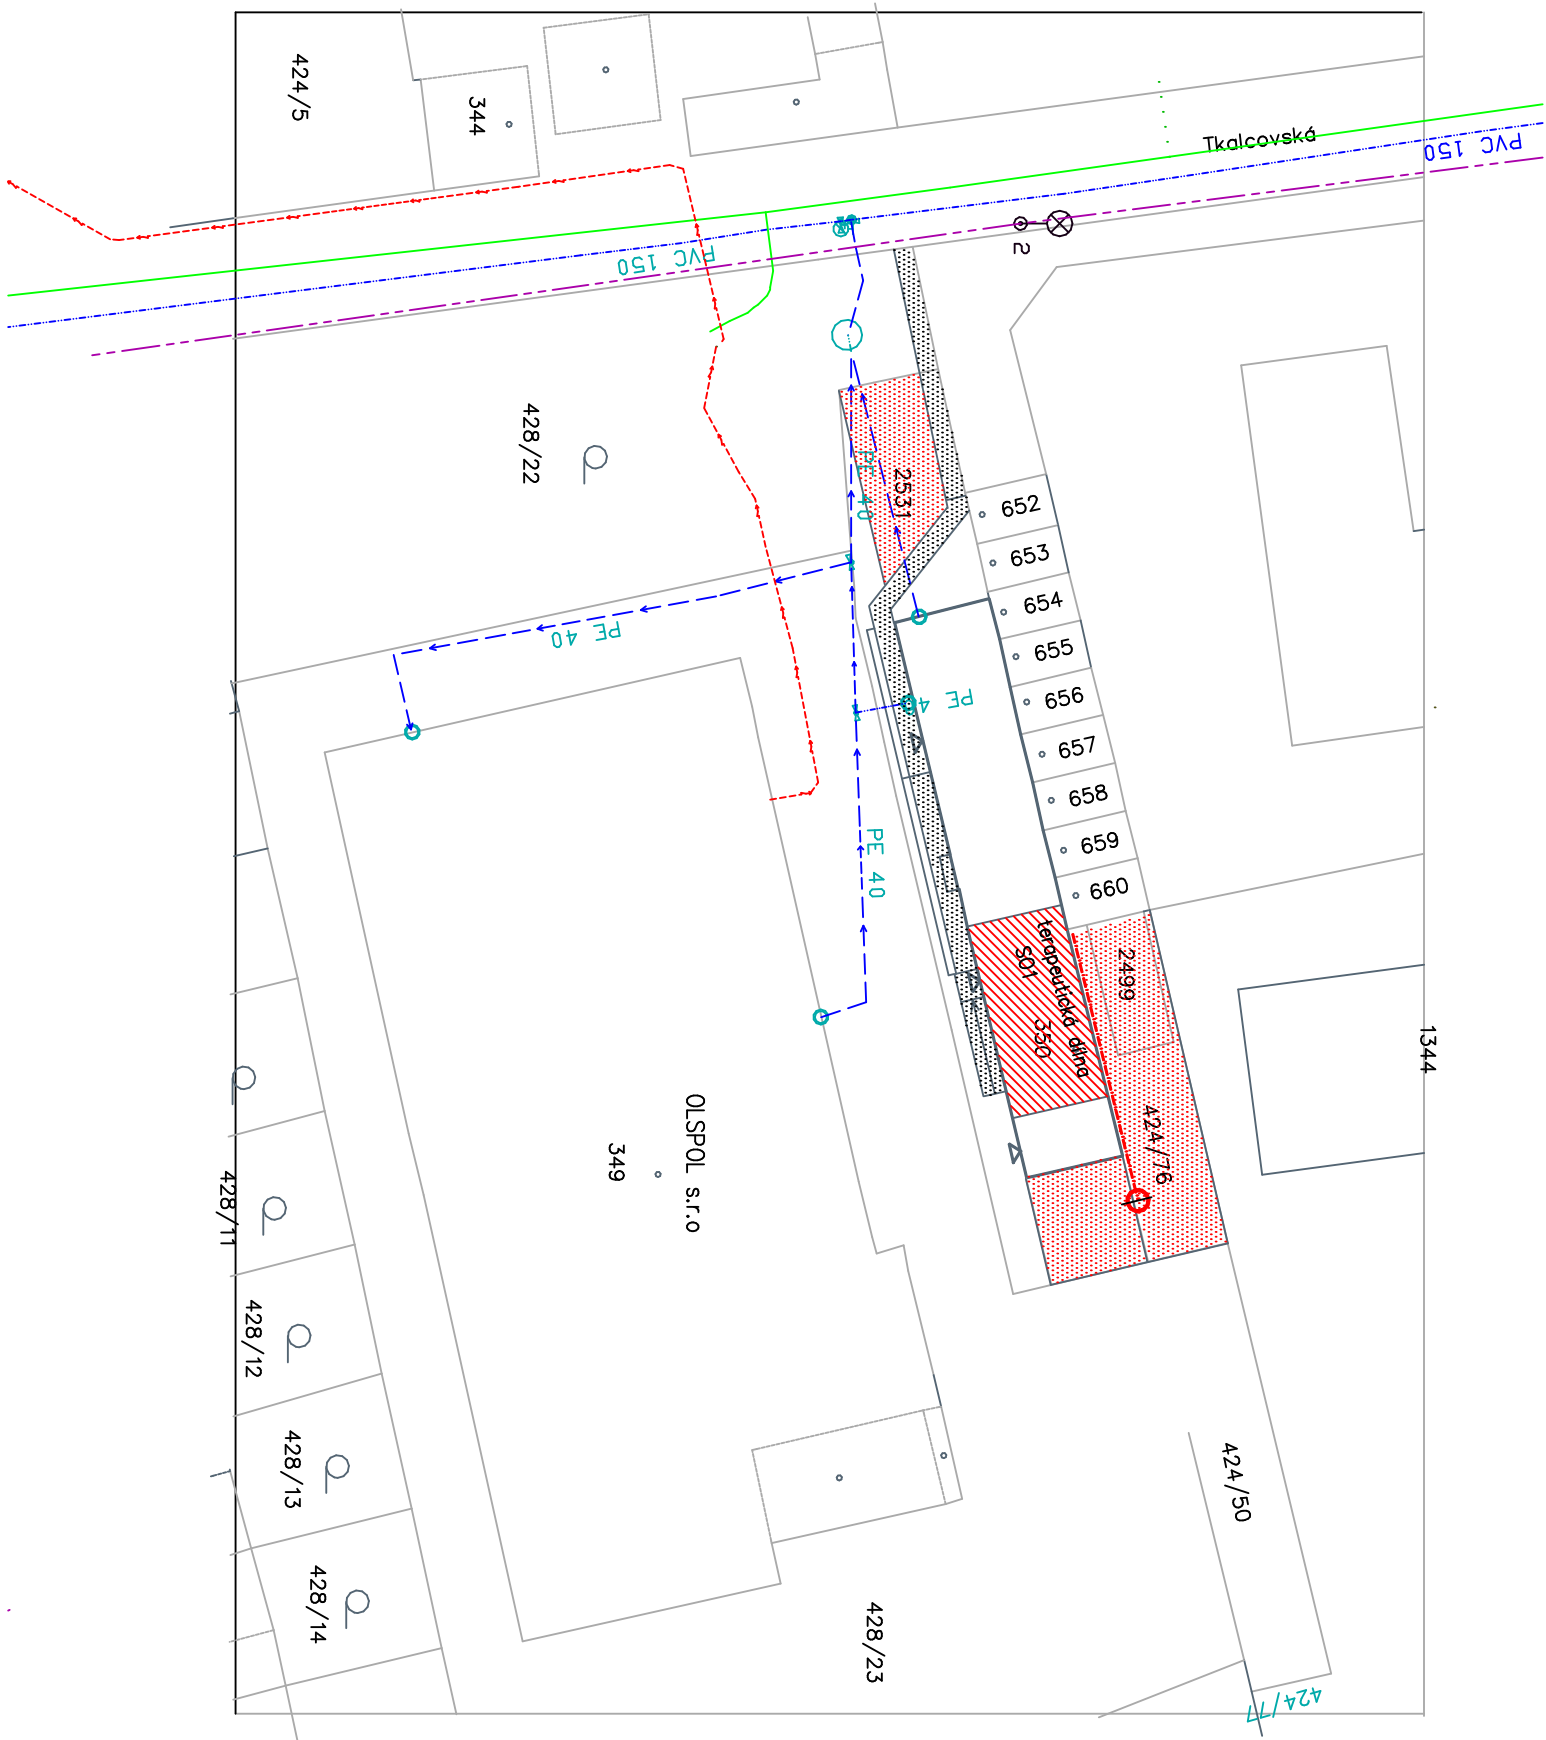 424/5
344
Tkalcovská
PVC 150
PVC 150
2
428/22
2531
PE 40
652
653
654
655
656
657
658
659
660
PE 40
PE 40
PE 40
terapeutická dílna
S01
350
2499
1344
424/76
OLSPOL s.r.o
349
428/11
428/12
428/13
428/14
424/50
428/23
424/77